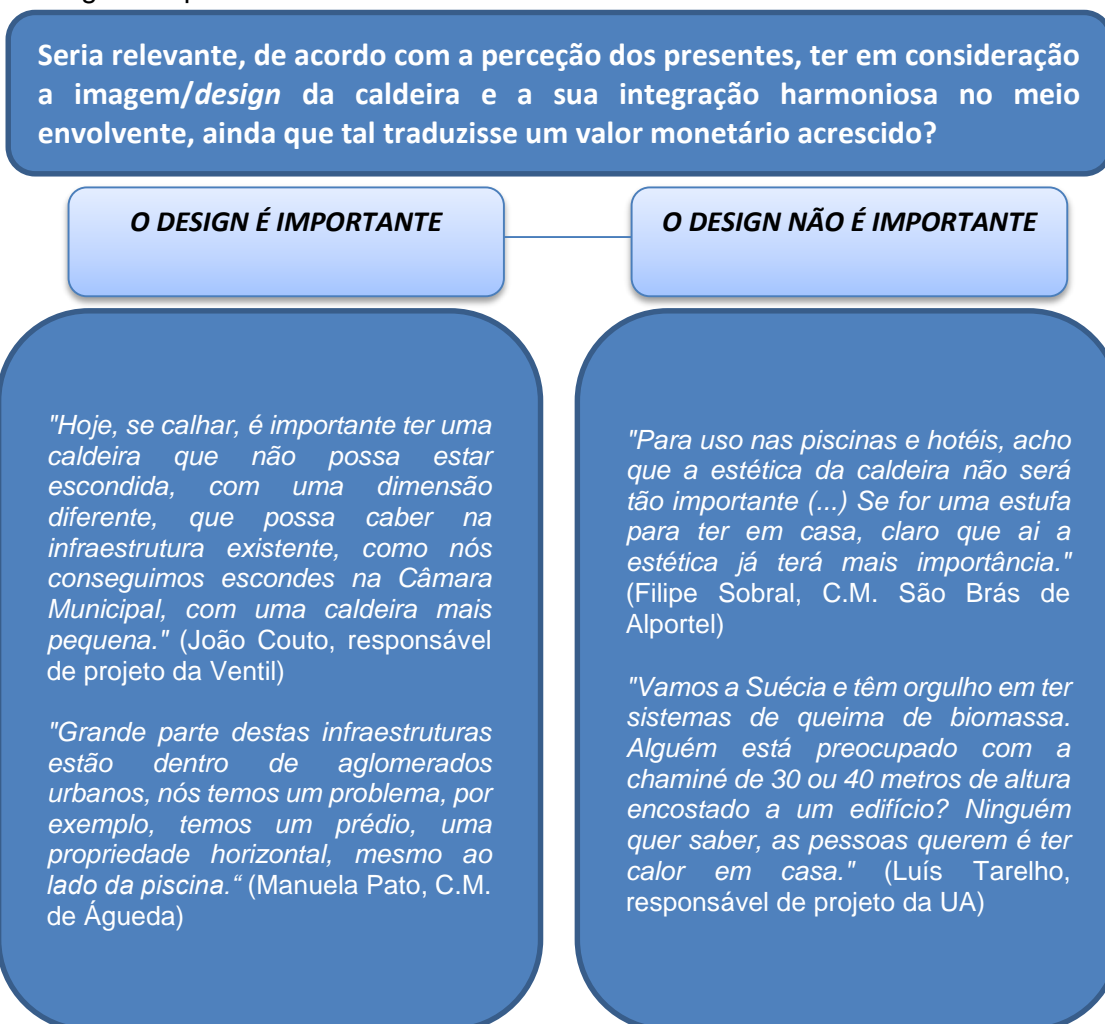 Seria relevante, de acordo com a perceção dos presentes, ter em consideração
a imagem/design da caldeira e a sua integração harmoniosa no meio
envolvente, ainda que tal traduzisse um valor monetário acrescido?
O DESIGN É IMPORTANTE
O DESIGN NÃO É IMPORTANTE
"Hoje, se calhar, é importante ter uma
caldeira que não possa estar
escondida, com uma dimensão
diferente, que possa caber na
infraestrutura existente, como nós
conseguimos escondes na Câmara
Municipal, com uma caldeira mais
pequena." (João Couto, responsável
de projeto da Ventil)
"Grande parte destas infraestruturas
estão dentro de aglomerados
urbanos, nós temos um problema, por
exemplo, temos um prédio, uma
propriedade horizontal, mesmo ao
lado da piscina.“ (Manuela Pato, C.M.
de Águeda)
"Para uso nas piscinas e hotéis, acho
que a estética da caldeira não será
tão importante (...) Se for uma estufa
para ter em casa, claro que ai a
estética já terá mais importância."
(Filipe Sobral, C.M. São Brás de
Alportel)
"Vamos a Suécia e têm orgulho em ter
sistemas de queima de biomassa.
Alguém está preocupado com a
chaminé de 30 ou 40 metros de altura
encostado a um edifício? Ninguém
quer saber, as pessoas querem é ter
calor em casa." (Luís Tarelho,
responsável de projeto da UA)